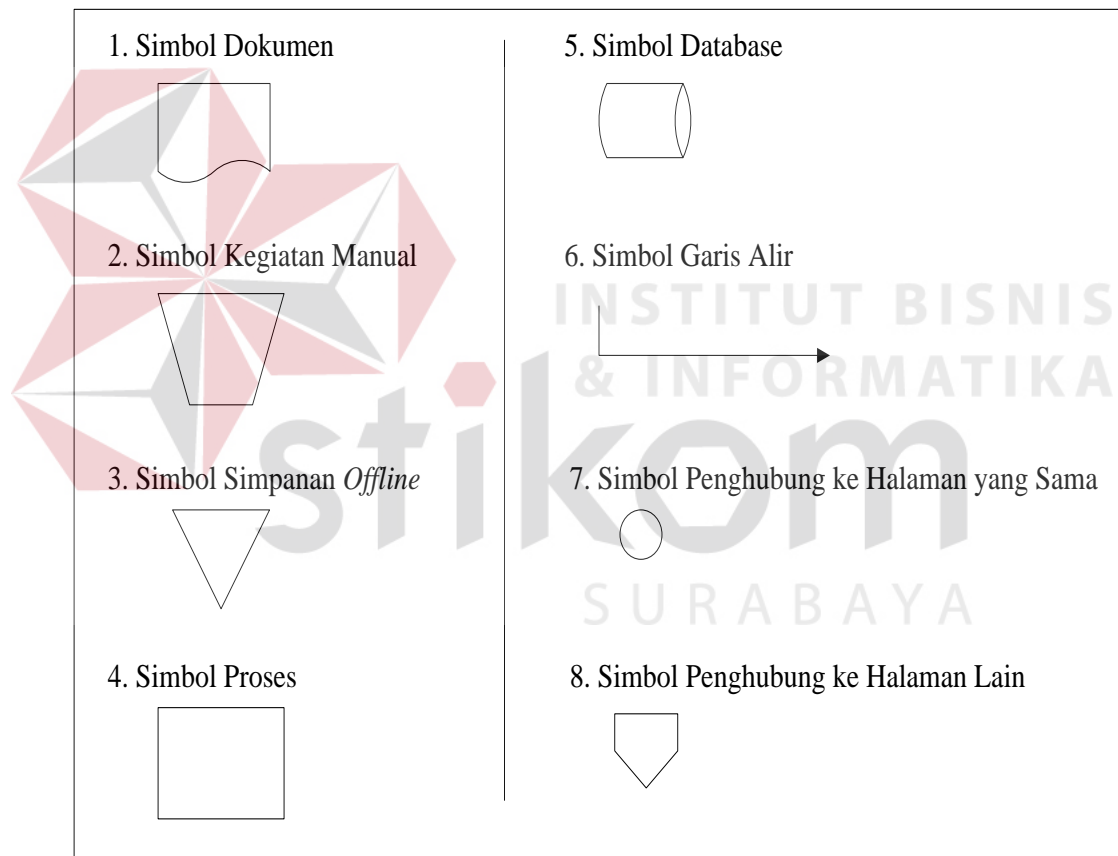 1. Simbol Dokumen
2. Simbol Kegiatan Manual
3. Simbol Simpanan Offline
4. Simbol Proses
5. Simbol Database
6. Simbol Garis Alir
7. Simbol Penghubung ke Halaman yang Sama
8. Simbol Penghubung ke Halaman Lain
INSTITUT BISNIS
& INFORMATIKA
stikom
SURABAYA